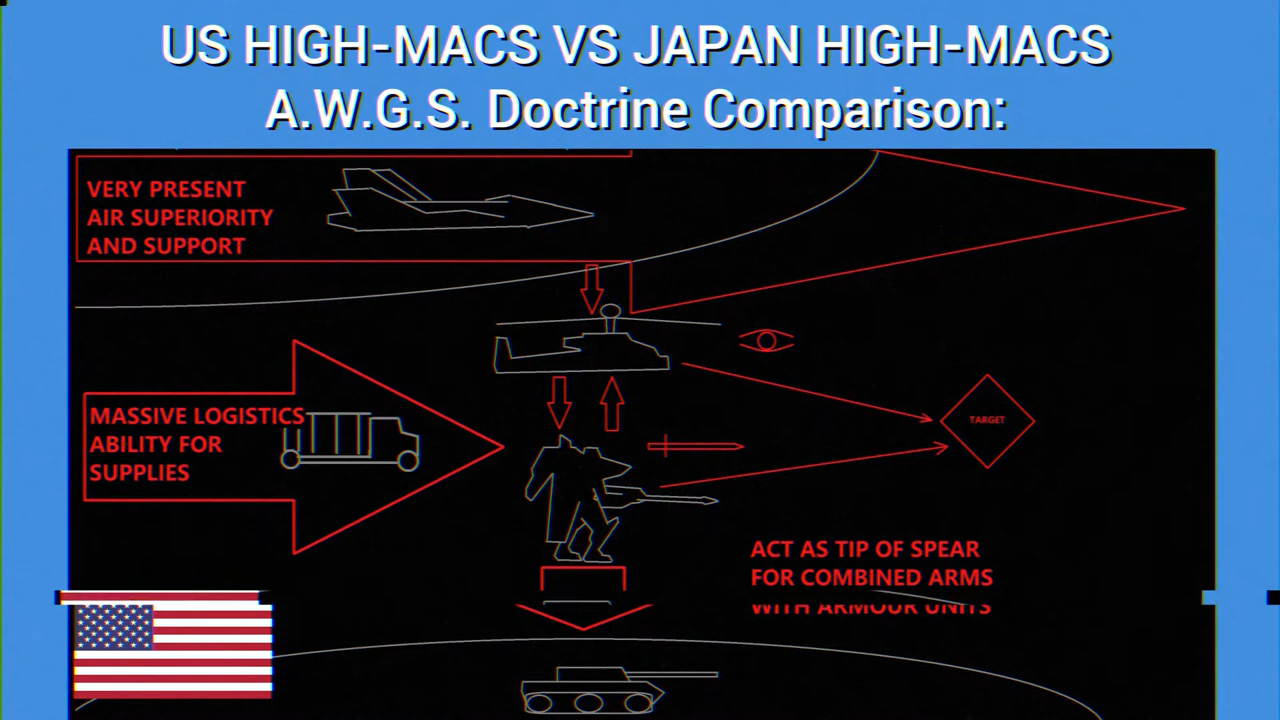 US HIGH-MACS VS JAPAN HIGH-MACS
A.W.G.S. Doctrine Comparison:
VERY PRESENT
AIR SUPERIORITY
AND SUPPORT
MASSIVE LOGISTICS
ABILITY FOR
SUPPLIES
TARGET
ACT AS TIP OF SPEAR
FOR COMBINED ARMS
WITH ARMOUR UNITS